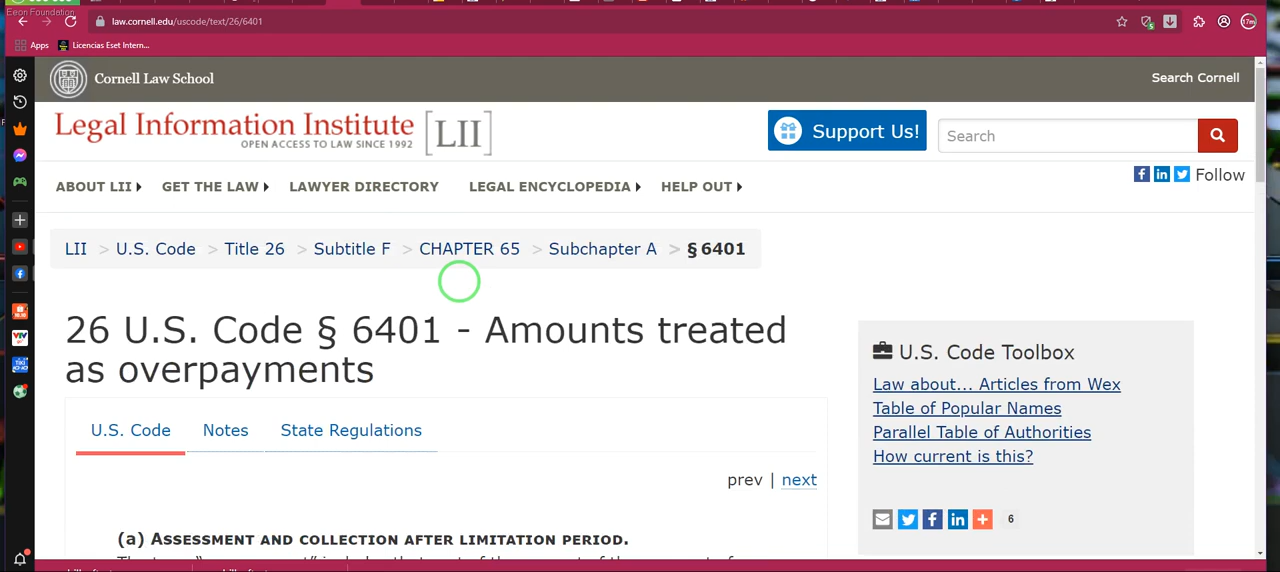 Eeon Foundation
law.cornell.edu/uscode/text/26/6401
Apps
Licencias Eset Intern...
17m
Cornell Law School
Search Cornell
Legal Information Institute [LII]
OPEN ACCESS TO LAW SINCE 1992
Support Us!
Search
ABOUT LII
GET THE LAW
LAWYER DIRECTORY
LEGAL ENCYCLOPEDIA
HELP OUT
Follow
LII > U.S. Code > Title 26 > Subtitle F > CHAPTER 65 > Subchapter A > § 6401
26 U.S. Code § 6401 - Amounts treated
as overpayments
U.S. Code Toolbox
Law about... Articles from Wex
Table of Popular Names
Parallel Table of Authorities
How current is this?
6
U.S. Code
Notes
State Regulations
prev | next
(a) ASSESSMENT AND COLLECTION AFTER LIMITATION PERIOD.